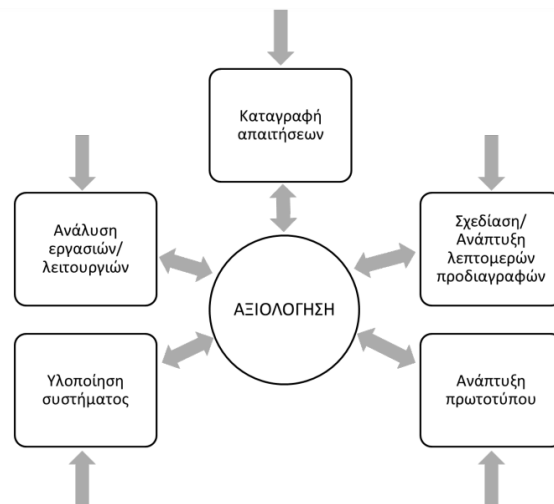 Καταγραφή
απαιτήσεων
Ανάλυση
εργασιών/
λειτουργιών
Σχεδίαση/
Ανάπτυξη
λεπτομερών
προδιαγραφών
ΑΞΙΟΛΟΓΗΣΗ
Υλοποίηση
συστήματος
Ανάπτυξη
πρωτοτύπου